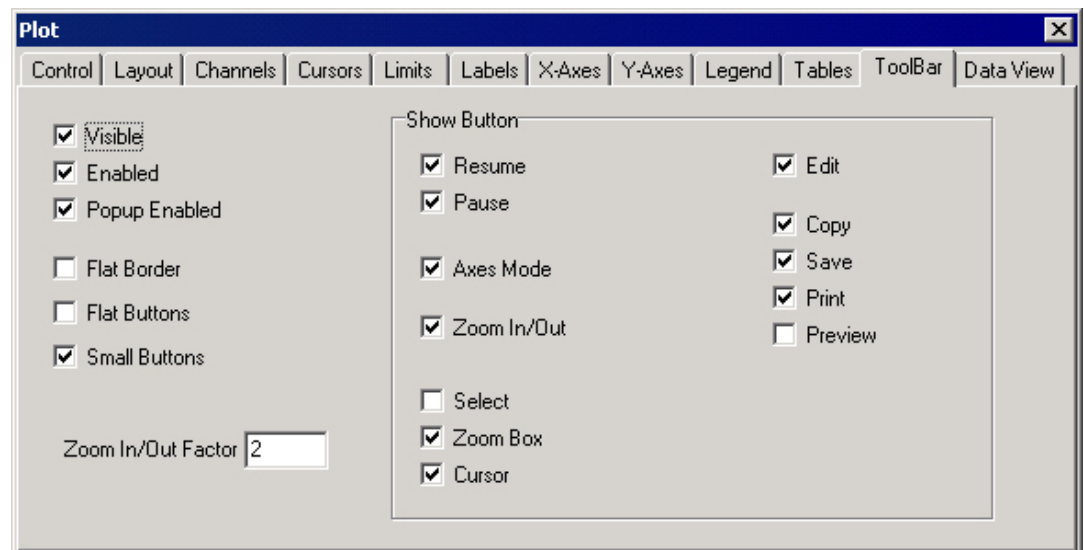 Plot
Control Layout Channels Cursors Limits Labels X-Axes Y-Axes Legend Tables ToolBar Data View
Visible
Enabled
Popup Enabled
Flat Border
Flat Buttons
Small Buttons
Zoom In/Out Factor 2
Show Button
Resume
Pause
Axes Mode
Zoom In/Out
Select
Zoom Box
Cursor
Edit
Copy
Save
Print
Preview